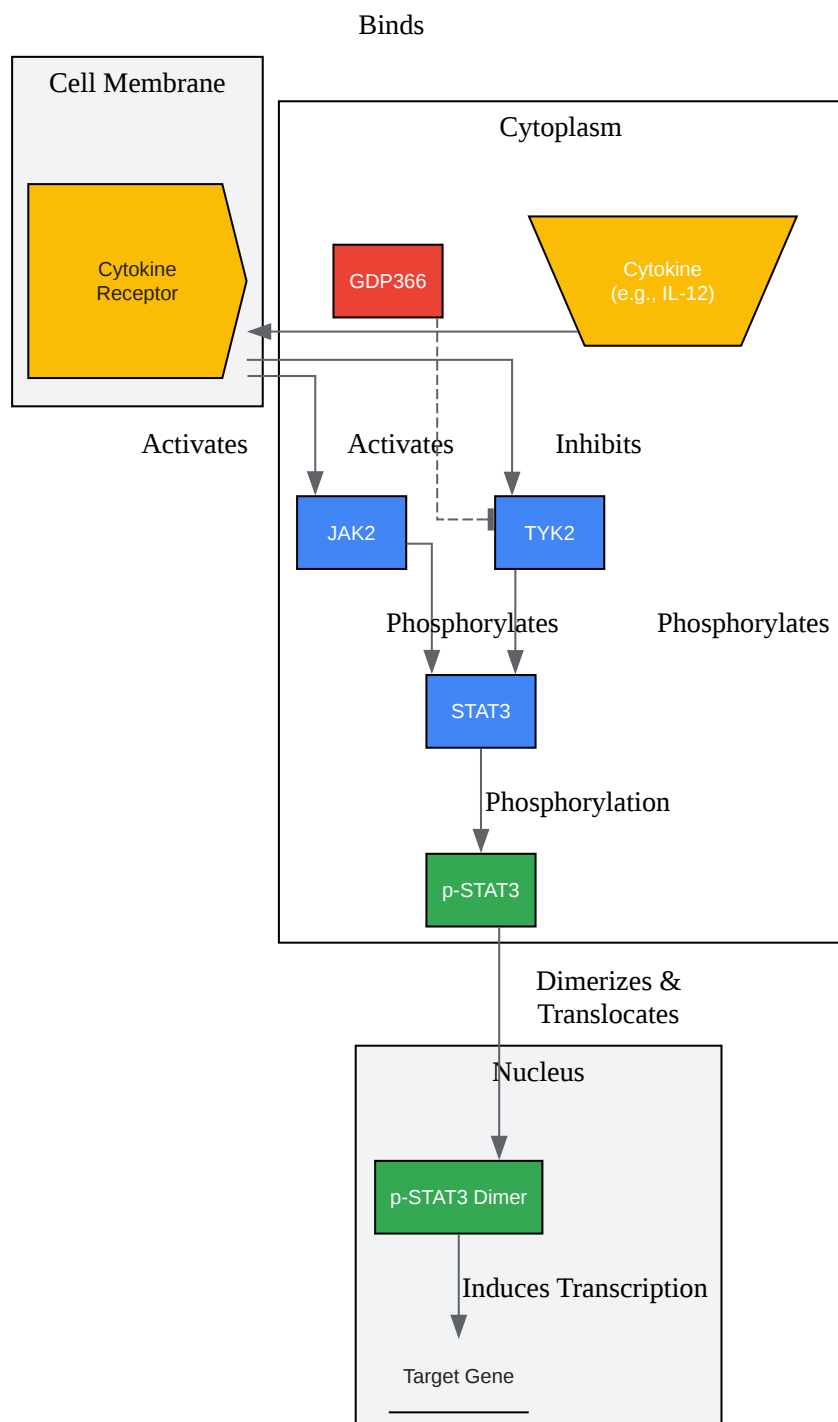 Binds
Cell Membrane
Cytoplasm
Cytokine
Receptor
GDP366
Cytokine
(e.g., IL-12)
Activates
Activates
Inhibits
JAK2
TYK2
Phosphorylates
Phosphorylates
STAT3
Phosphorylation
p-STAT3
Dimerizes &
Translocates
Nucleus
p-STAT3 Dimer
Induces Transcription
Target Gene